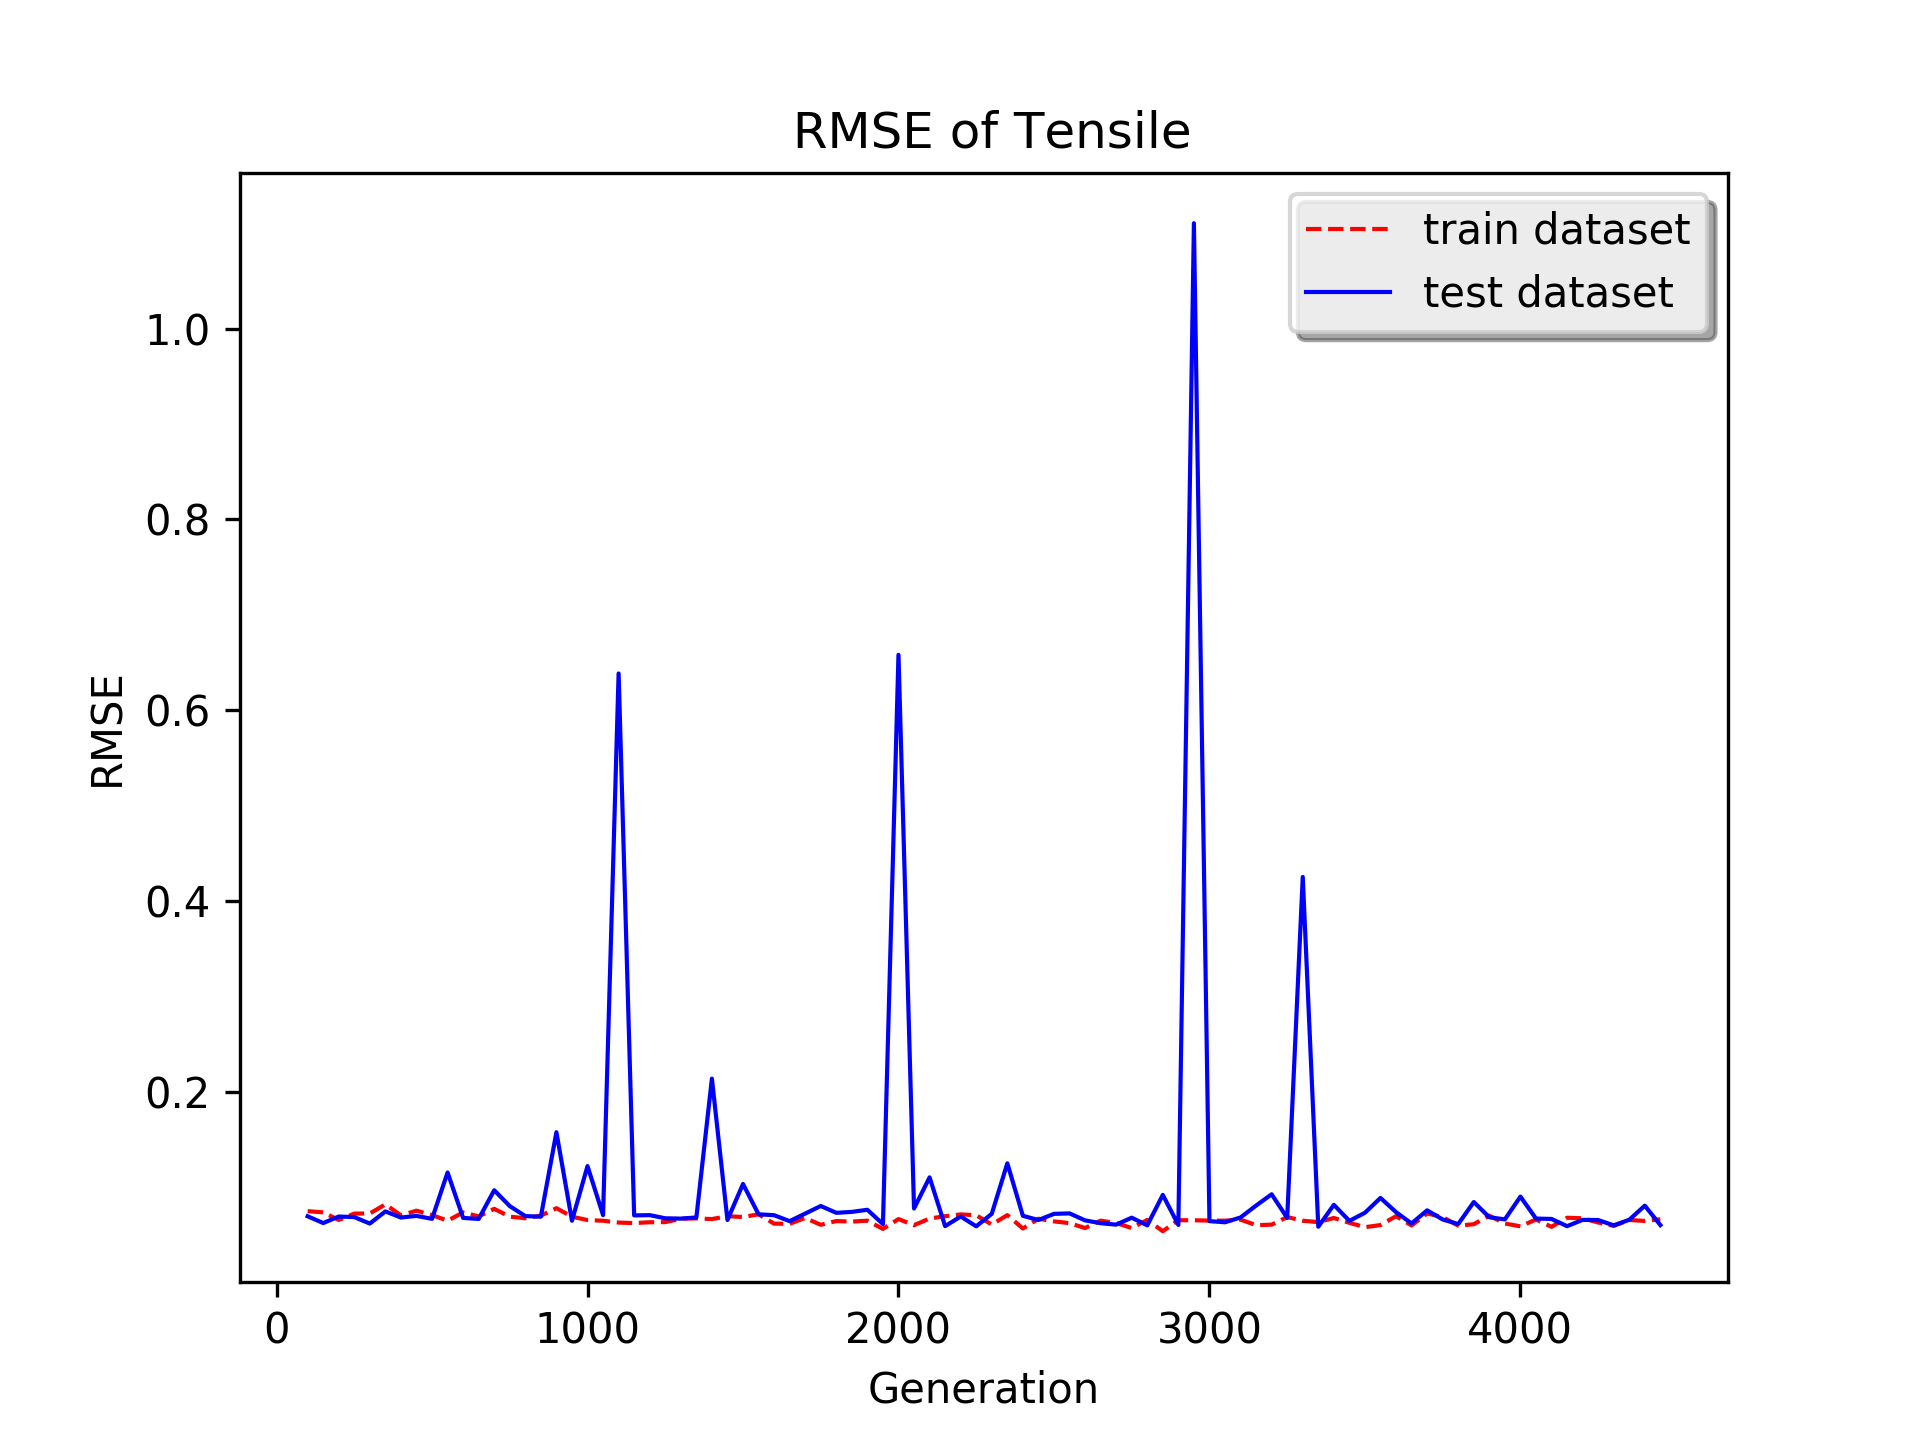 RMSE of Tensile
train dataset
test dataset
1.0
0.8
0.6
0.4
0.2
RMSE
0 1000 2000 3000 4000
Generation